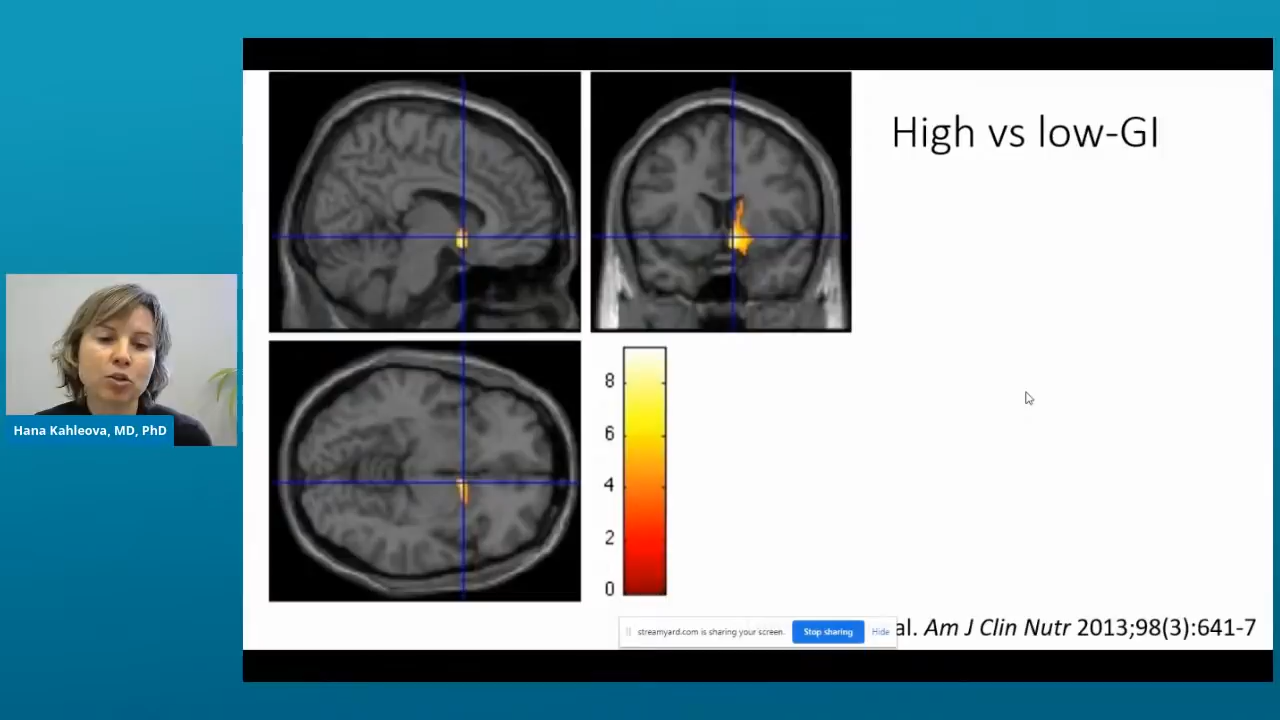 High vs low-GI
Hana Kahleova, MD, PhD
8
6
4
2
0
streamyard.com is sharing your screen.
Stop sharing
Hide
al. Am J Clin Nutr 2013;98(3):641-7